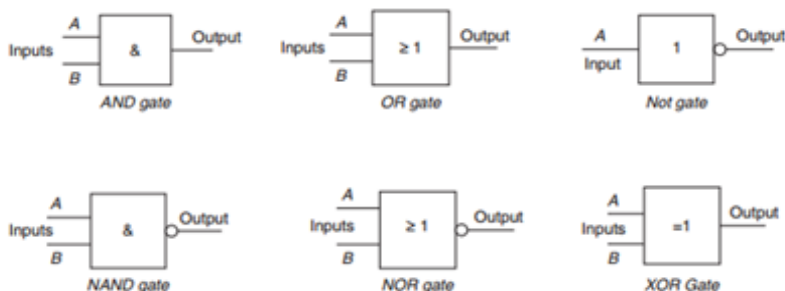 A
Inputs
B
&
Output
AND gate
A
Inputs
B
≥ 1
Output
OR gate
A
Input
1
Output
Not gate
A
Inputs
B
&
Output
NAND gate
A
Inputs
B
≥ 1
Output
NOR gate
A
Inputs
B
=1
Output
XOR Gate